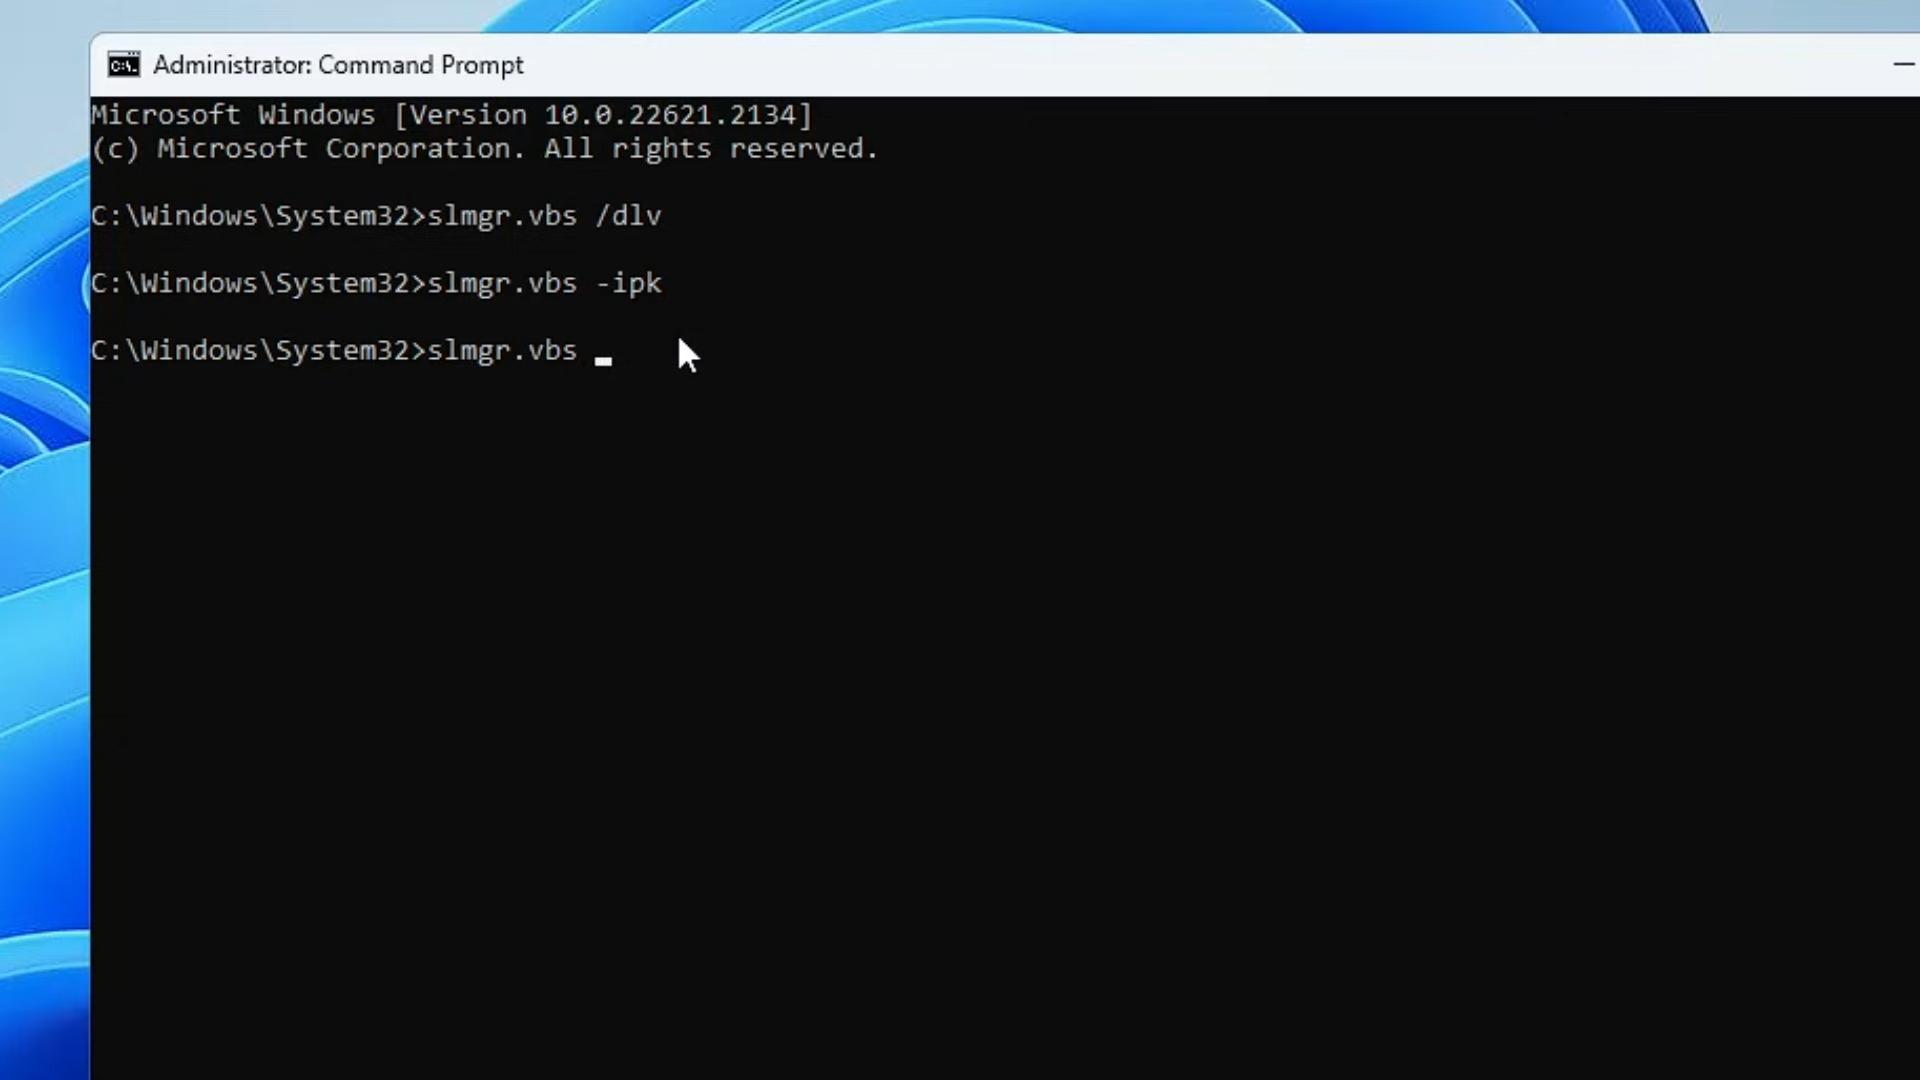 Administrator: Command Prompt
Microsoft Windows [Version 10.0.22621.2134]
(c) Microsoft Corporation. All rights reserved.
C:\Windows\System32>slmgr.vbs /dlv
C:\Windows\System32>slmgr.vbs -ipk
C:\Windows\System32>slmgr.vbs